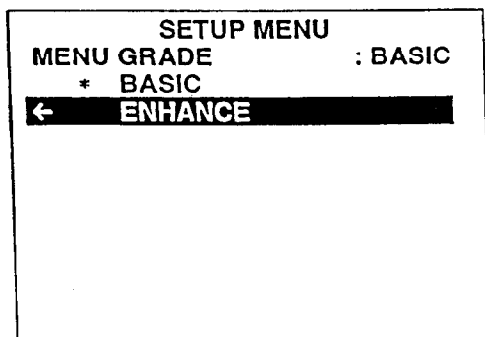 SETUP MENU
MENU GRADE : BASIC
* BASIC
← ENHANCE